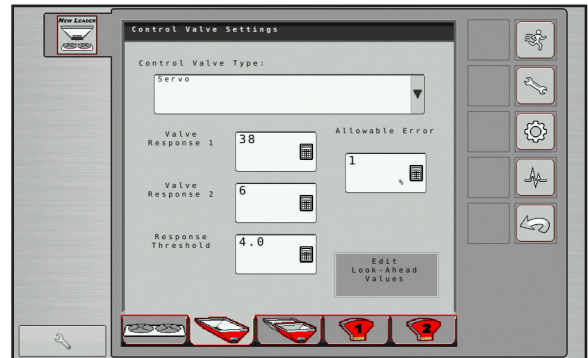 New Leader
Control Valve Settings
Control Valve Type:
Servo
Valve
Response 1
38
Allowable Error
1
%
Valve
Response 2
6
Response
Threshold
4.0
Edit
Look-Ahead
Values
1
2